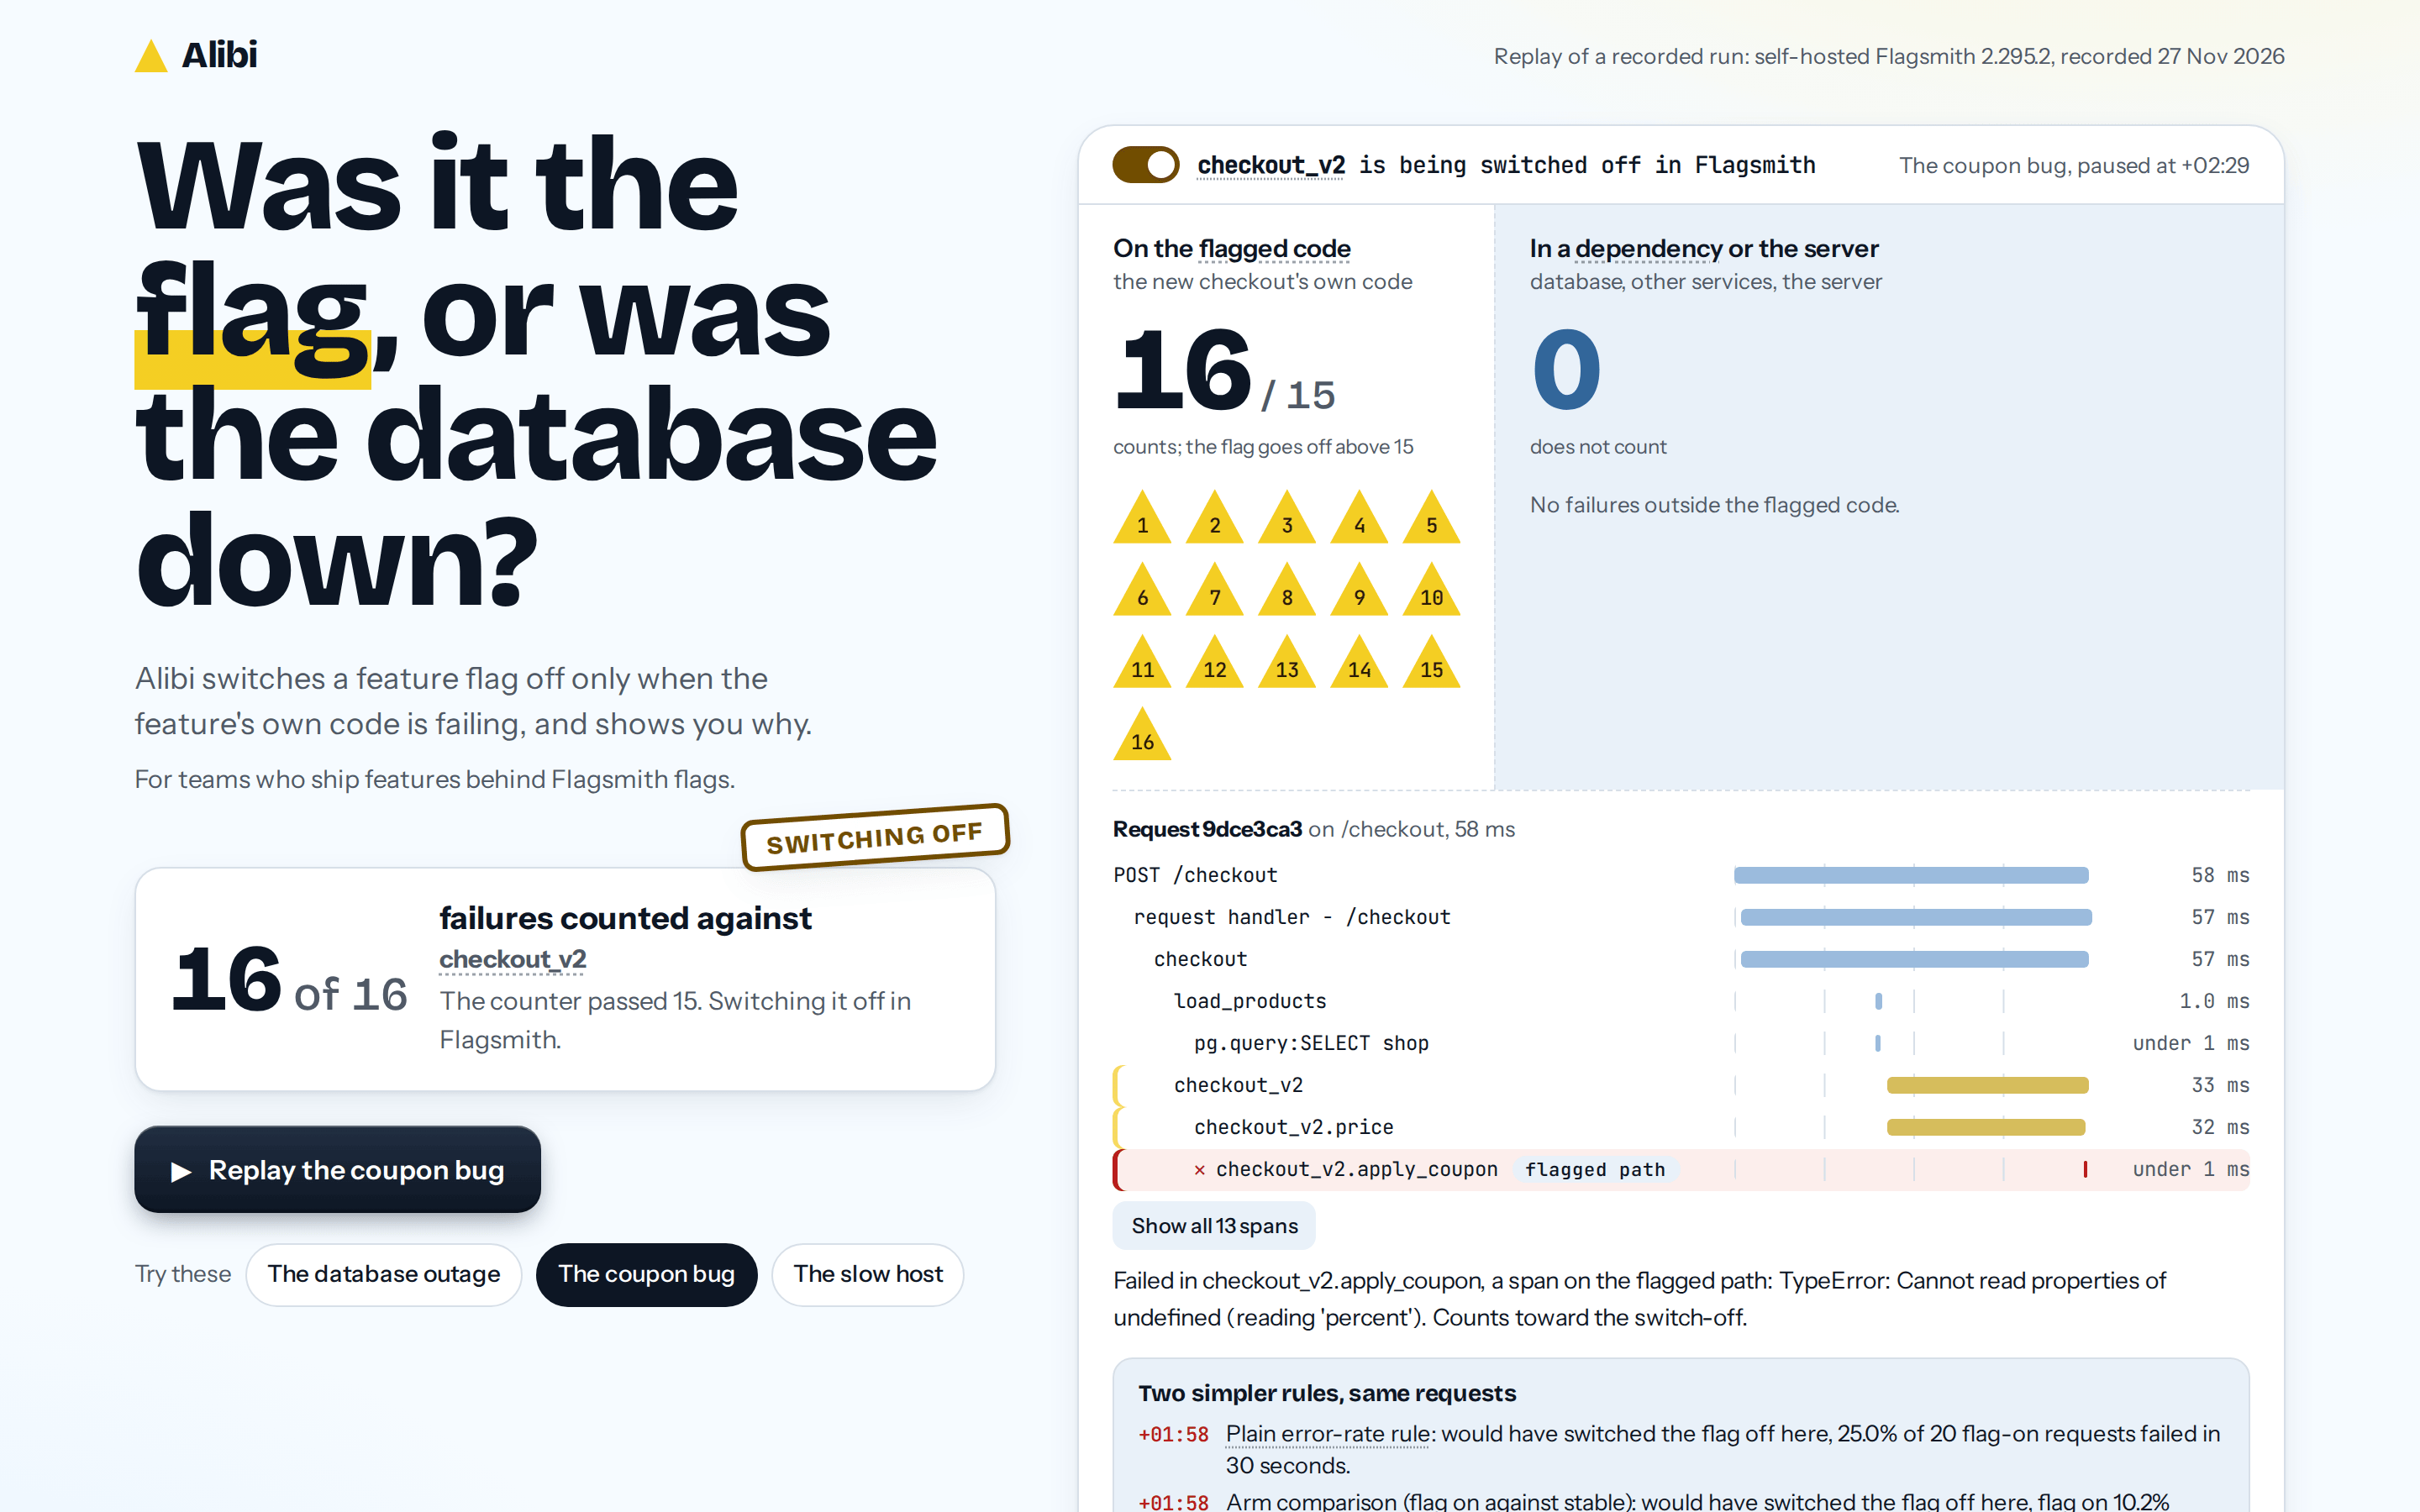 Alibi
Replay of a recorded run: self-hosted Flagsmith 2.295.2, recorded 27 Nov 2026
Was it the
flag, or was
the database
down?
Alibi switches a feature flag off only when the
feature's own code is failing, and shows you why.
For teams who ship features behind Flagsmith flags.
SWITCHING OFF
16 of 16
failures counted against
checkout_v2
The counter passed 15. Switching it off in
Flagsmith.
▶ Replay the coupon bug
Try these
The database outage
The coupon bug
The slow host
checkout_v2 is being switched off in Flagsmith
The coupon bug, paused at +02:29
On the flagged code
the new checkout's own code
16 / 15
counts; the flag goes off above 15
1 2 3 4 5
6 7 8 9 10
11 12 13 14 15
16
In a dependency or the server
database, other services, the server
0
does not count
No failures outside the flagged code.
Request 9dce3ca3 on /checkout, 58 ms
POST /checkout 58 ms
request handler - /checkout 57 ms
checkout 57 ms
load_products 1.0 ms
pg.query:SELECT shop under 1 ms
checkout_v2 33 ms
checkout_v2.price 32 ms
× checkout_v2.apply_coupon flagged path under 1 ms
Show all 13 spans
Failed in checkout_v2.apply_coupon, a span on the flagged path: TypeError: Cannot read properties of
undefined (reading 'percent'). Counts toward the switch-off.
Two simpler rules, same requests
+01:58 Plain error-rate rule: would have switched the flag off here, 25.0% of 20 flag-on requests failed in
30 seconds.
+01:58 Arm comparison (flag on against stable): would have switched the flag off here, flag on 10.2%